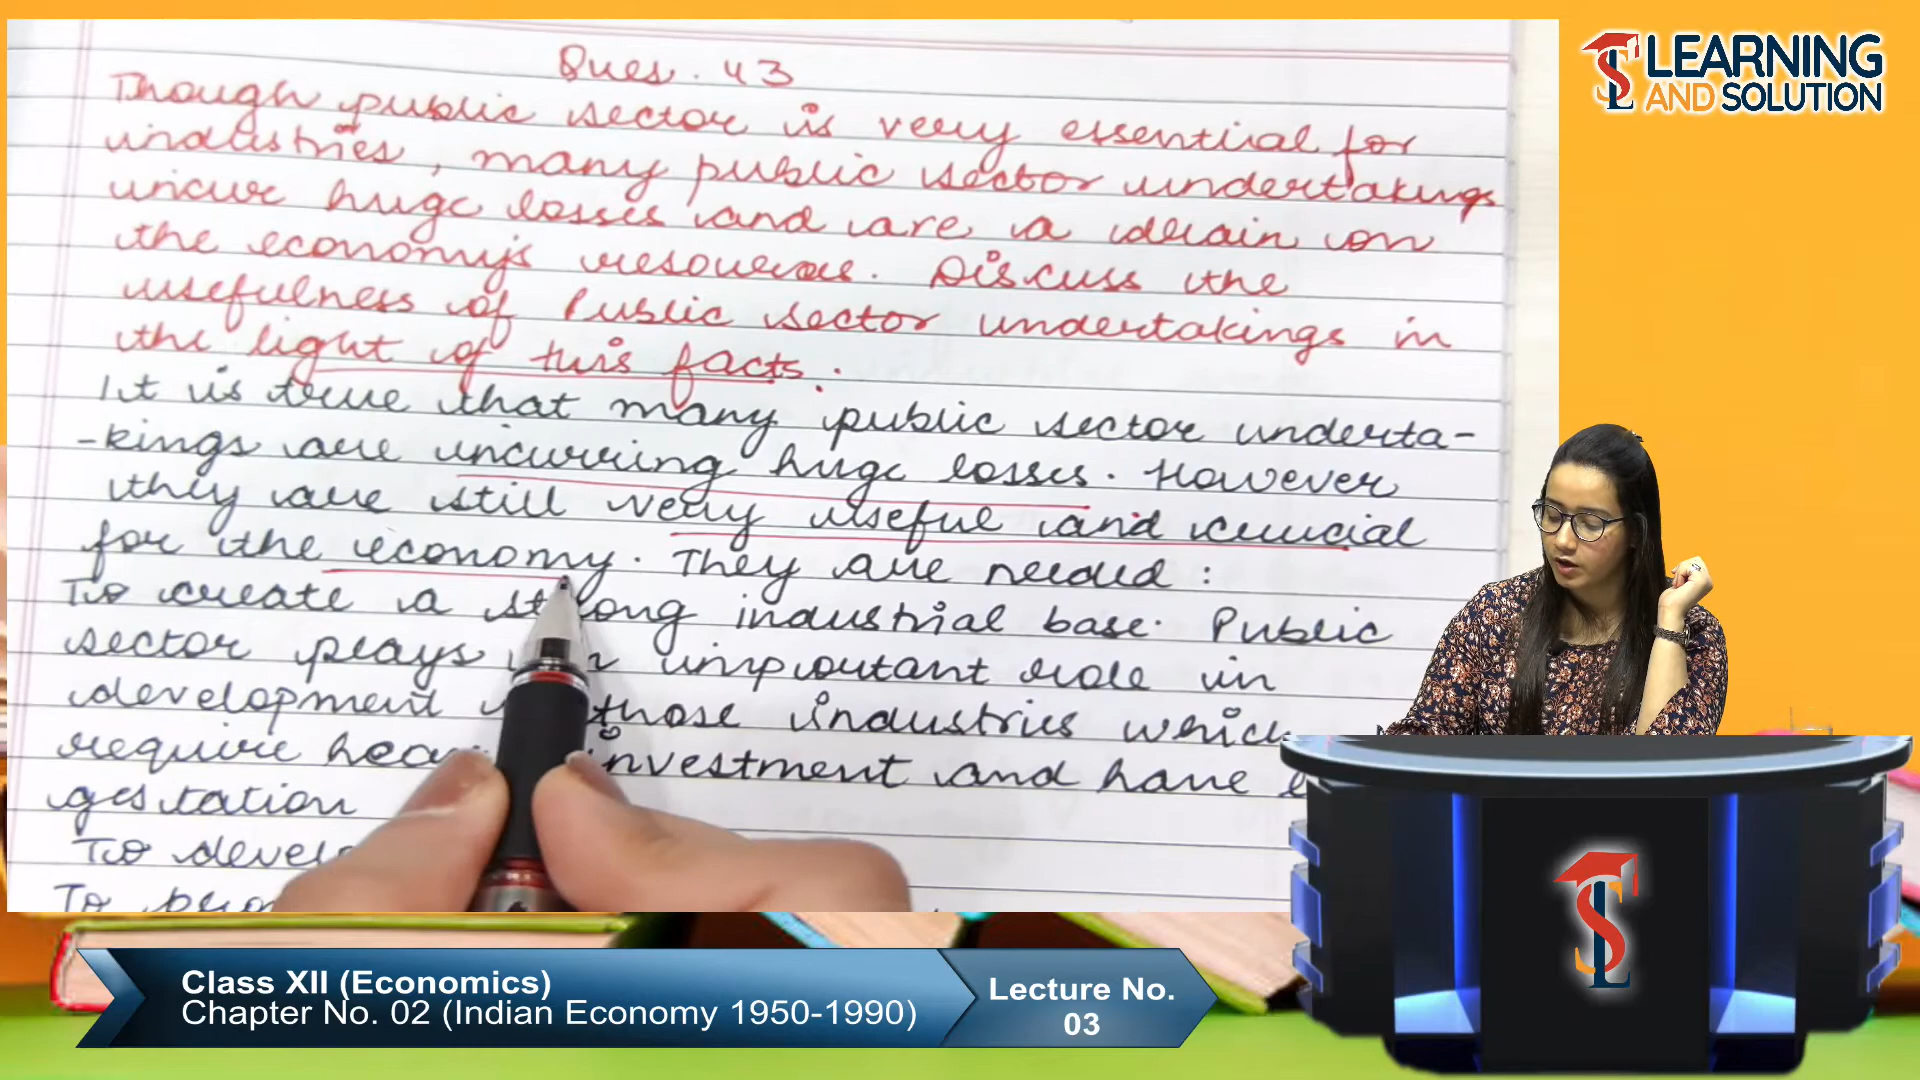 Ques. 43
Though public sector is very essential for
industries, many public sector undertakings
incur huge losses and are a drain on
the economy's resources. Discuss the
usefulness of Public sector undertakings in
the light of this facts.
It is true that many public sector underta-
-kings are incurring huge losses. However
they are still very useful and crucial
for the economy. They are needed:
To create a strong industrial base. Public
sector plays an important role in
development those industries which
require investment and have
gestation
To
To
LEARNING
AND SOLUTION
Class XII (Economics)
Chapter No. 02 (Indian Economy 1950-1990)
Lecture No.
03